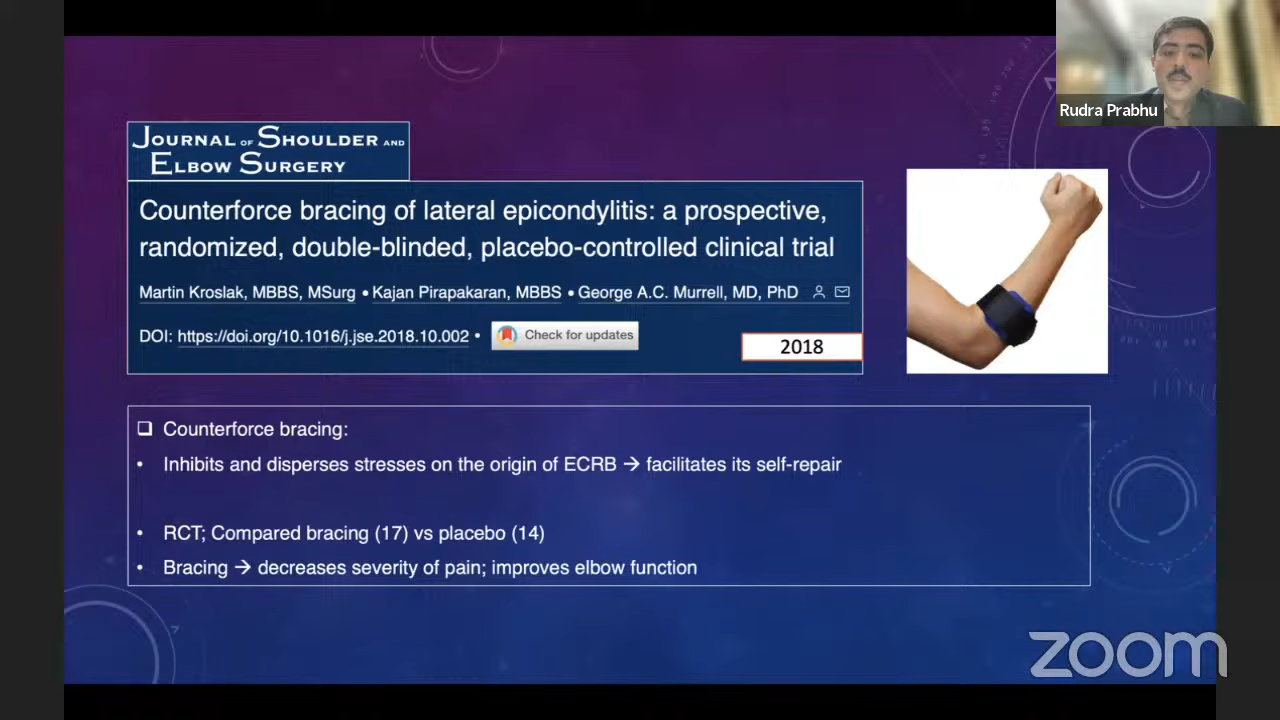 Rudra Prabhu
JOURNAL OF SHOULDER AND
ELBOW SURGERY
Counterforce bracing of lateral epicondylitis: a prospective,
randomized, double-blinded, placebo-controlled clinical trial
Martin Kroslak, MBBS, MSurg • Kajan Pirapakaran, MBBS • George A.C. Murrell, MD, PhD
DOI: https://doi.org/10.1016/j.jse.2018.10.002 • Check for updates
2018
❑ Counterforce bracing:
• Inhibits and disperses stresses on the origin of ECRB → facilitates its self-repair
• RCT; Compared bracing (17) vs placebo (14)
• Bracing → decreases severity of pain; improves elbow function
zoom